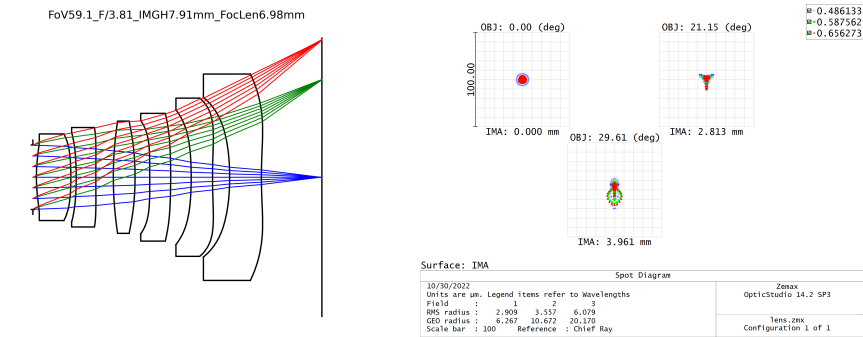 FoV59.1_F/3.81_IMGH7.91mm_FocLen6.98mm
0.486133
0.587562
0.656273
OBJ: 0.00 (deg)
OBJ: 21.15 (deg)
100.00
IMA: 0.000 mm
IMA: 2.813 mm
OBJ: 29.61 (deg)
IMA: 3.961 mm
Surface: IMA
Spot Diagram
10/30/2022
Units are µm. Legend items refer to Wavelengths
Field : 1 2 3
RMS radius : 2.909 3.557 6.079
GEO radius : 6.267 10.672 20.170
Scale bar : 100 Reference : Chief Ray
Zemax
OpticStudio 14.2 SP3
lens.zmx
Configuration 1 of 1